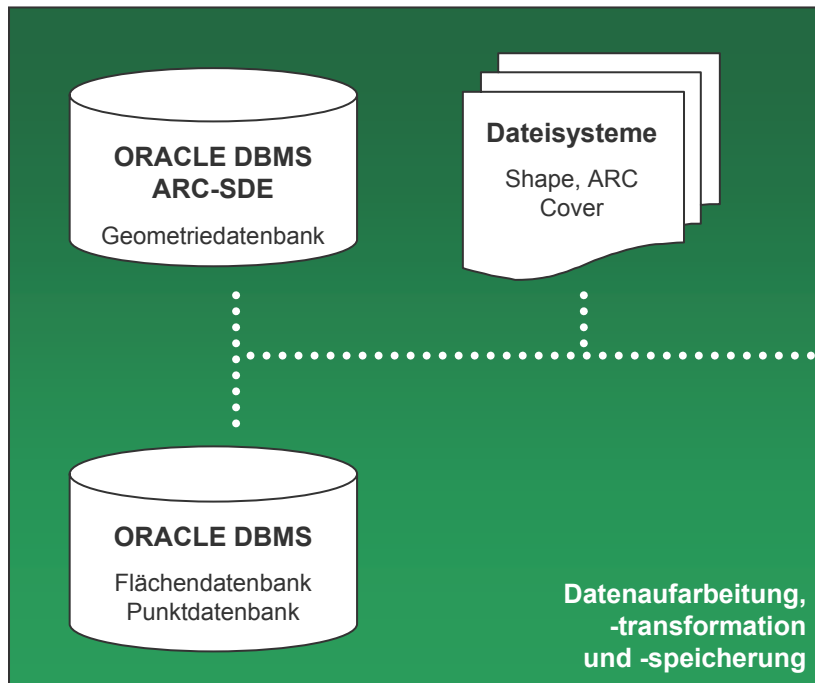 ORACLE DBMS
ARC-SDE
Geometriedatenbank
Dateisysteme
Shape, ARC
Cover
ORACLE DBMS
Flächendatenbank
Punktdatenbank
Datenaufarbeitung,
-transformation
und -speicherung